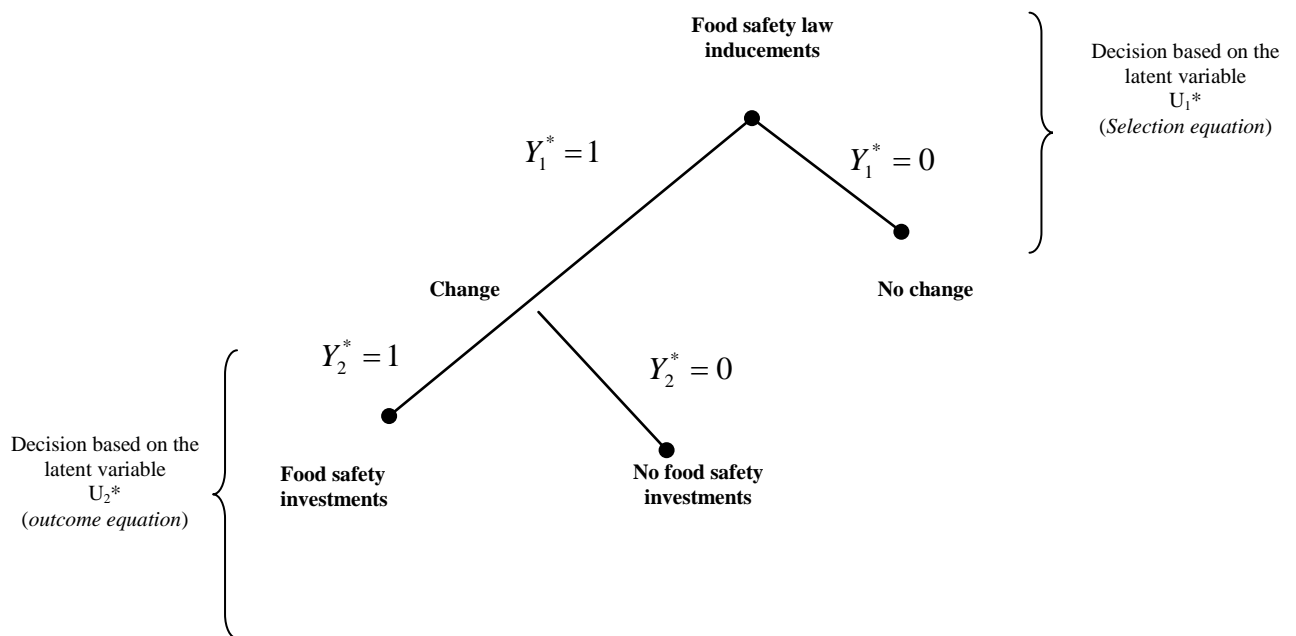 Food safety law
inducements
Decision based on the
latent variable
U₁*
(Selection equation)
Y₁* = 1
Y₁* = 0
Change
No change
Y₂* = 1
Y₂* = 0
Decision based on the
latent variable
U₂*
(outcome equation)
Food safety
investments
No food safety
investments